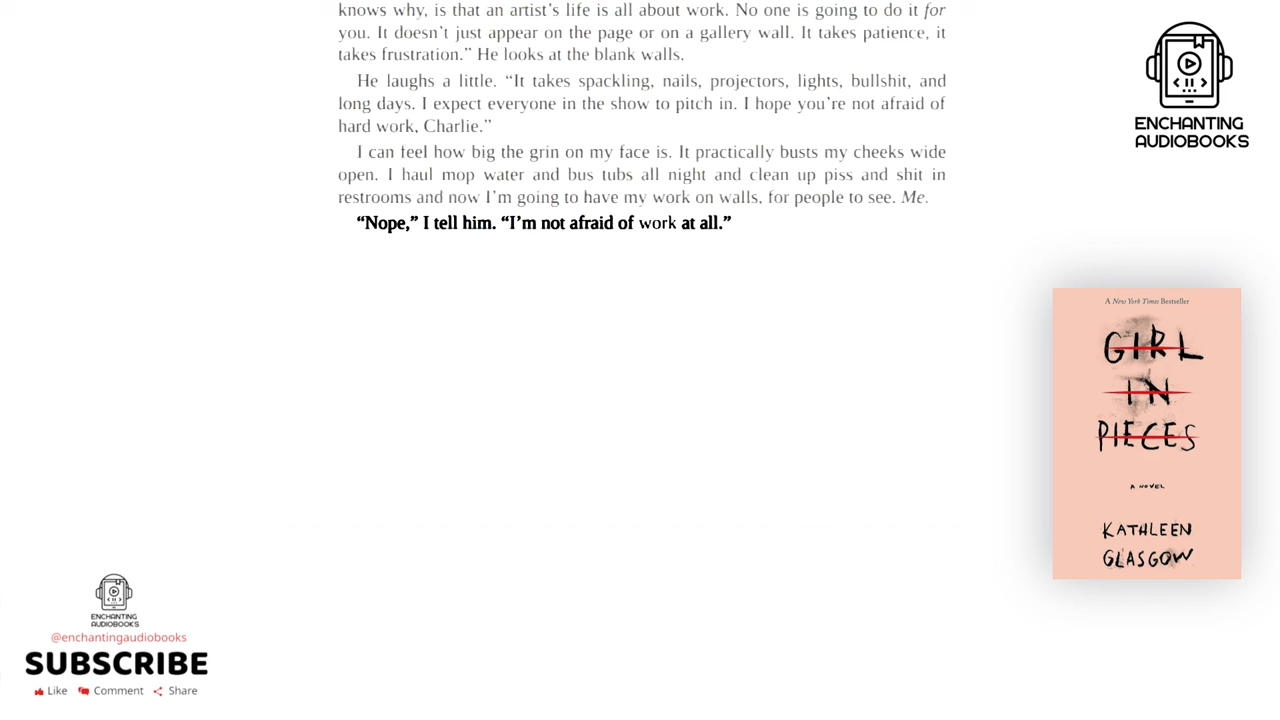 knows why, is that an artist’s life is all about work. No one is going to do it for
you. It doesn’t just appear on the page or on a gallery wall. It takes patience, it
takes frustration.” He looks at the blank walls.
He laughs a little. “It takes spackling, nails, projectors, lights, bullshit, and
long days. I expect everyone in the show to pitch in. I hope you’re not afraid of
hard work, Charlie.”
I can feel how big the grin on my face is. It practically busts my cheeks wide
open. I haul mop water and bus tubs all night and clean up piss and shit in
restrooms and now I’m going to have my work on walls, for people to see. Me.
“Nope,” I tell him. “I’m not afraid of work at all.”
ENCHANTING
AUDIOBOOKS
A New York Times Bestseller
GIRL
IN
PIECES
A NOVEL
KATHLEEN
GLASGOW
ENCHANTING
AUDIOBOOKS
@enchantingaudiobooks
SUBSCRIBE
Like Comment Share